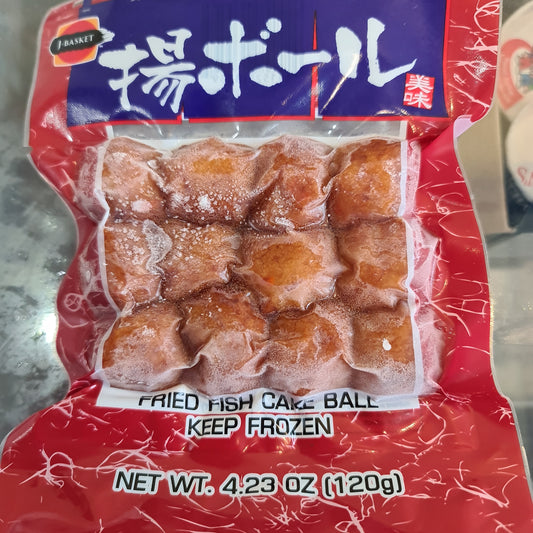 J-BASKET
揚ボール
美味
FRIED FISH CAKE BALL
KEEP FROZEN
NET WT. 4.23 OZ (120g)